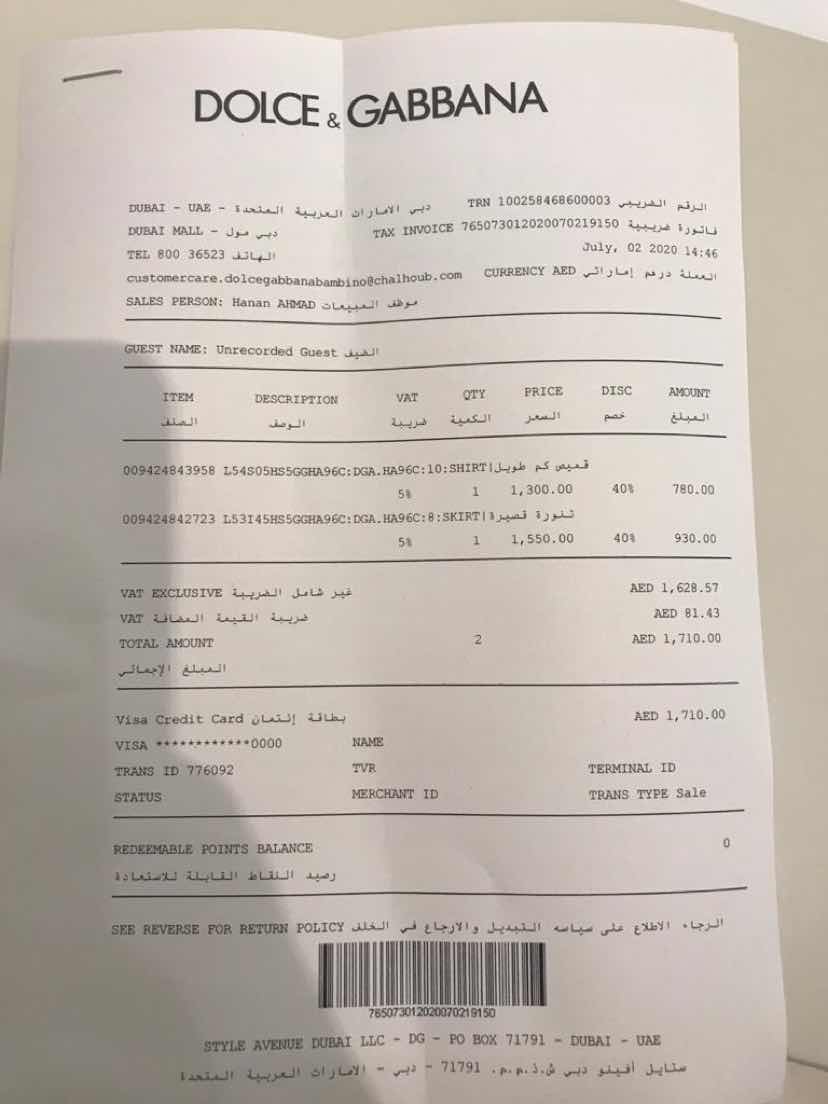 DOLCE & GABBANA
DUBAI - UAE - دبي الامارات العربية المتحدة TRN 100258468600003 الرقم الضريبي
DUBAI MALL - دبي مول TAX INVOICE 765073012020070219150 فاتورة ضريبية
TEL 800 36523 الهاتف July, 02 2020 14:46
customercare.dolcegabbanabambino@chalhoub.com CURRENCY AED العملة درهم إماراتي
SALES PERSON: Hanan AHMAD موظف المبيعات
GUEST NAME: Unrecorded Guest الضيف
ITEM DESCRIPTION VAT QTY PRICE DISC AMOUNT
الصنف الوصف ضريبة الكمية السعر خصم المبلغ
009424843958 L54S05HS5GGHA96C:DGA.HA96C:10:SHIRT|قميص كم طويل
5% 1 1,300.00 40% 780.00
009424842723 L53I45HS5GGHA96C:DGA.HA96C:8:SKIRT|تنورة قصيرة
5% 1 1,550.00 40% 930.00
VAT EXCLUSIVE غير شامل الضريبة AED 1,628.57
VAT ضريبة القيمة المضافة AED 81.43
TOTAL AMOUNT 2 AED 1,710.00
المبلغ الإجمالي
Visa Credit Card بطاقة إئتمان AED 1,710.00
VISA ************0000 NAME
TRANS ID 776092 TVR TERMINAL ID
STATUS MERCHANT ID TRANS TYPE Sale
REDEEMABLE POINTS BALANCE 0
رصيد النقاط القابلة للاستعادة
SEE REVERSE FOR RETURN POLICY الرجاء الاطلاع على سياسه التبديل والارجاع في الخلف
765073012020070219150
STYLE AVENUE DUBAI LLC - DG - PO BOX 71791 - DUBAI - UAE
ستايل أفينو دبي ش.ذ.م.م. 71791 - دبي - الامارات العربية المتحدة